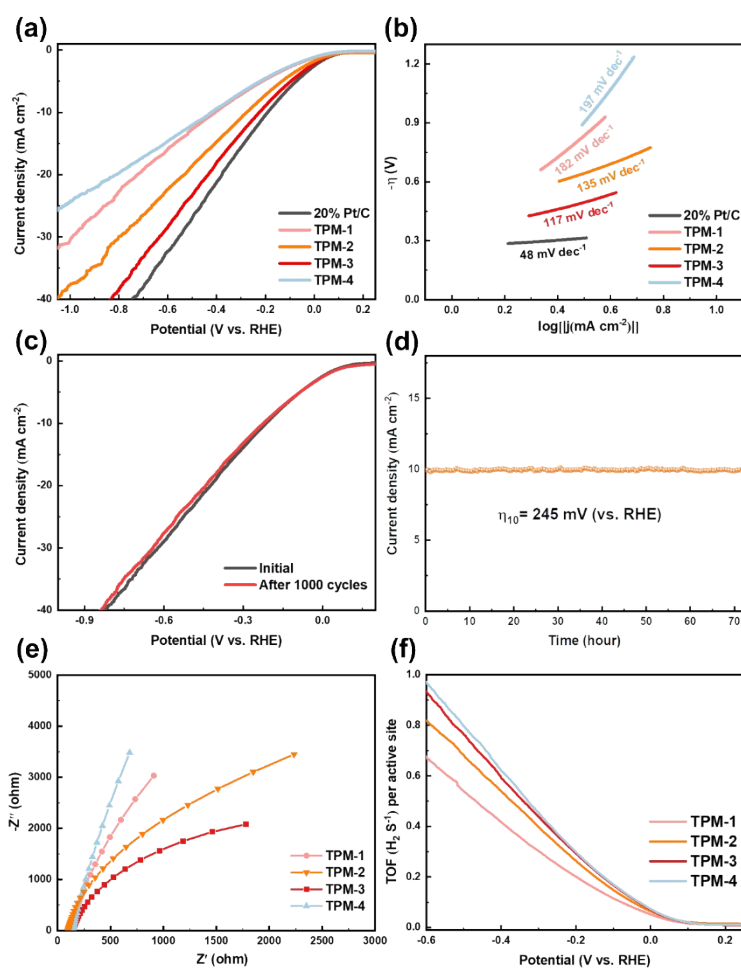 (a)
Current density (mA cm⁻²)
0
-10
-20
-30
-40
-1.0 -0.8 -0.6 -0.4 -0.2 0.0 0.2
Potential (V vs. RHE)
20% Pt/C
TPM-1
TPM-2
TPM-3
TPM-4
(b)
-η (V)
1.2
0.9
0.6
0.3
0.0
0.0 0.2 0.4 0.6 0.8 1.0
log||j(mA cm⁻²)||
197 mV dec⁻¹
182 mV dec⁻¹
135 mV dec⁻¹
117 mV dec⁻¹
48 mV dec⁻¹
20% Pt/C
TPM-1
TPM-2
TPM-3
TPM-4
(c)
Current density (mA cm⁻²)
0
-10
-20
-30
-40
-0.9 -0.6 -0.3 0.0
Potential (V vs. RHE)
Initial
After 1000 cycles
(d)
Current density (mA cm⁻²)
15
10
5
0
0 10 20 30 40 50 60 70
Time (hour)
η₁₀= 245 mV (vs. RHE)
(e)
-Z′′ (ohm)
5000
4000
3000
2000
1000
0
0 500 1000 1500 2000 2500 3000
Z′ (ohm)
TPM-1
TPM-2
TPM-3
TPM-4
(f)
TOF (H₂ S⁻¹) per active site
1.0
0.8
0.6
0.4
0.2
0.0
-0.6 -0.4 -0.2 0.0 0.2
Potential (V vs. RHE)
TPM-1
TPM-2
TPM-3
TPM-4